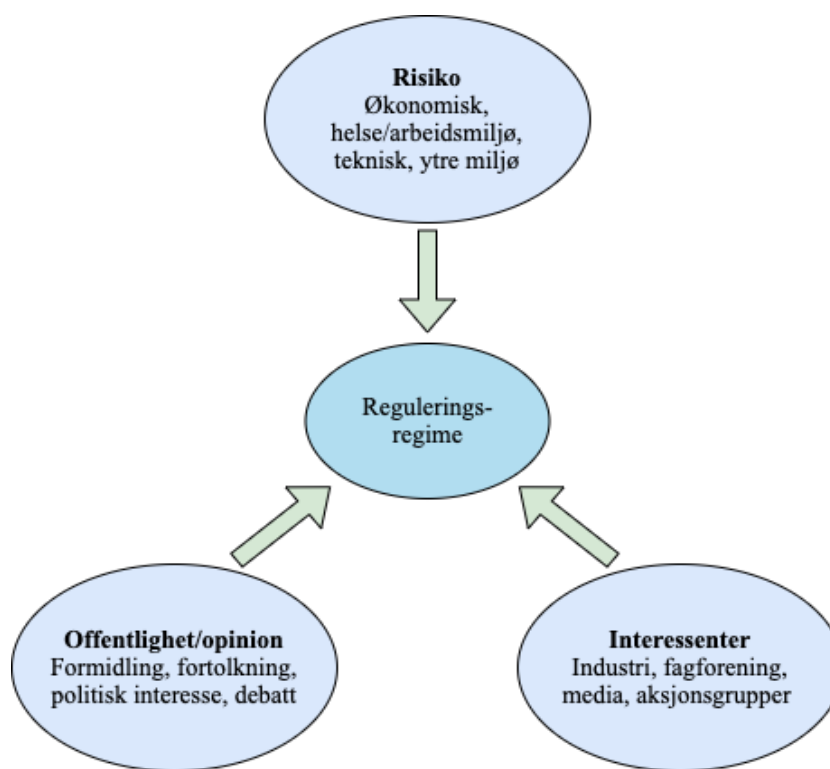 Risiko
Økonomisk,
helse/arbeidsmiljø,
teknisk, ytre miljø
Regulerings-
regime
Offentlighet/opinion
Formidling, fortolkning,
politisk interesse, debatt
Interessenter
Industri, fagforening,
media, aksjonsgrupper